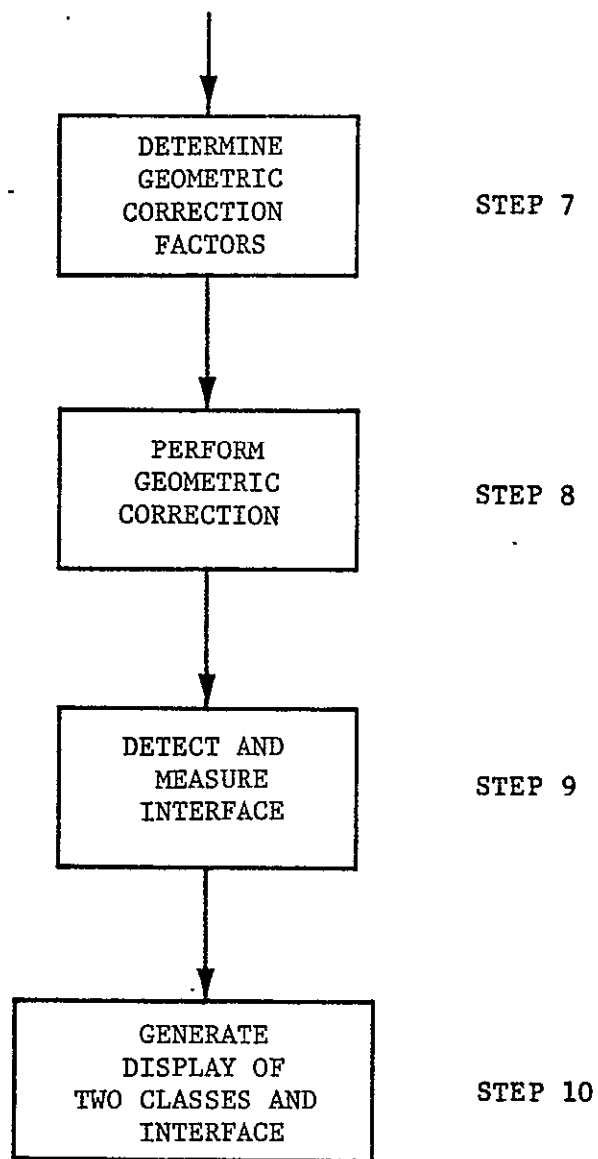 DETERMINE
GEOMETRIC
CORRECTION
FACTORS
STEP 7
PERFORM
GEOMETRIC
CORRECTION
STEP 8
DETECT AND
MEASURE
INTERFACE
STEP 9
GENERATE
DISPLAY OF
TWO CLASSES AND
INTERFACE
STEP 10